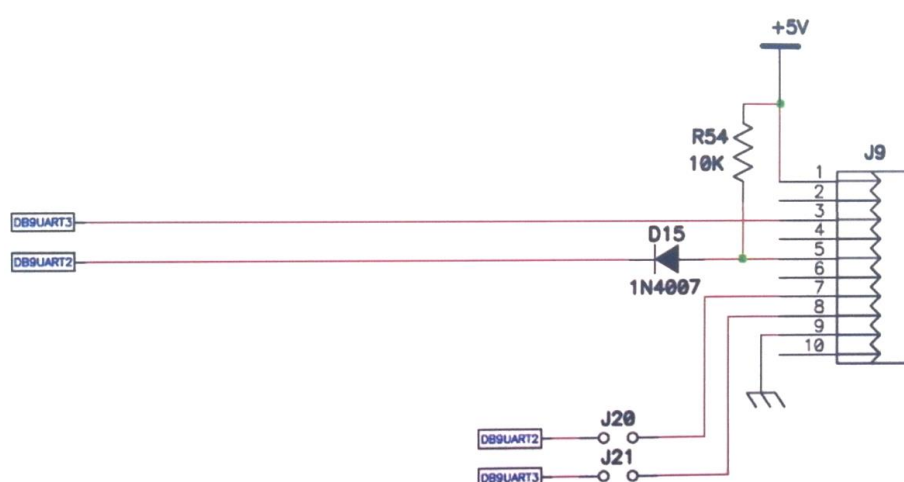 +5V
R54
10K
J9
1
2
3
4
5
6
7
8
9
10
DB9UART3
DB9UART2
D15
1N4007
J20
DB9UART2
J21
DB9UART3